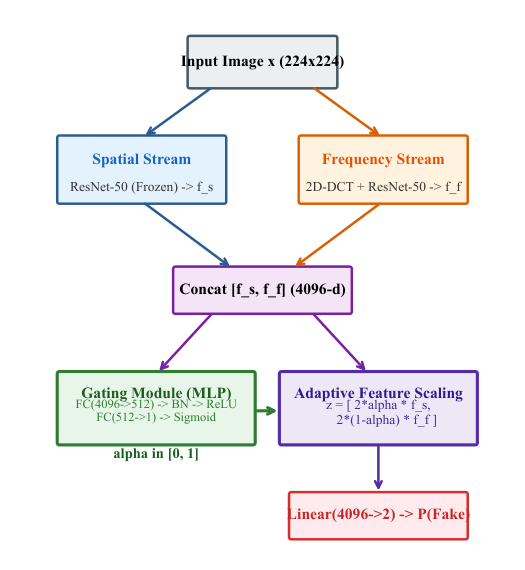 Input Image x (224x224)
Spatial Stream
ResNet-50 (Frozen) -> f_s
Frequency Stream
2D-DCT + ResNet-50 -> f_f
Concat [f_s, f_f] (4096-d)
Gating Module (MLP)
FC(4096->512) -> BN -> ReLU
FC(512->1) -> Sigmoid
alpha in [0, 1]
Adaptive Feature Scaling
z = [ 2*alpha * f_s,
2*(1-alpha) * f_f ]
Linear(4096->2) -> P(Fake)